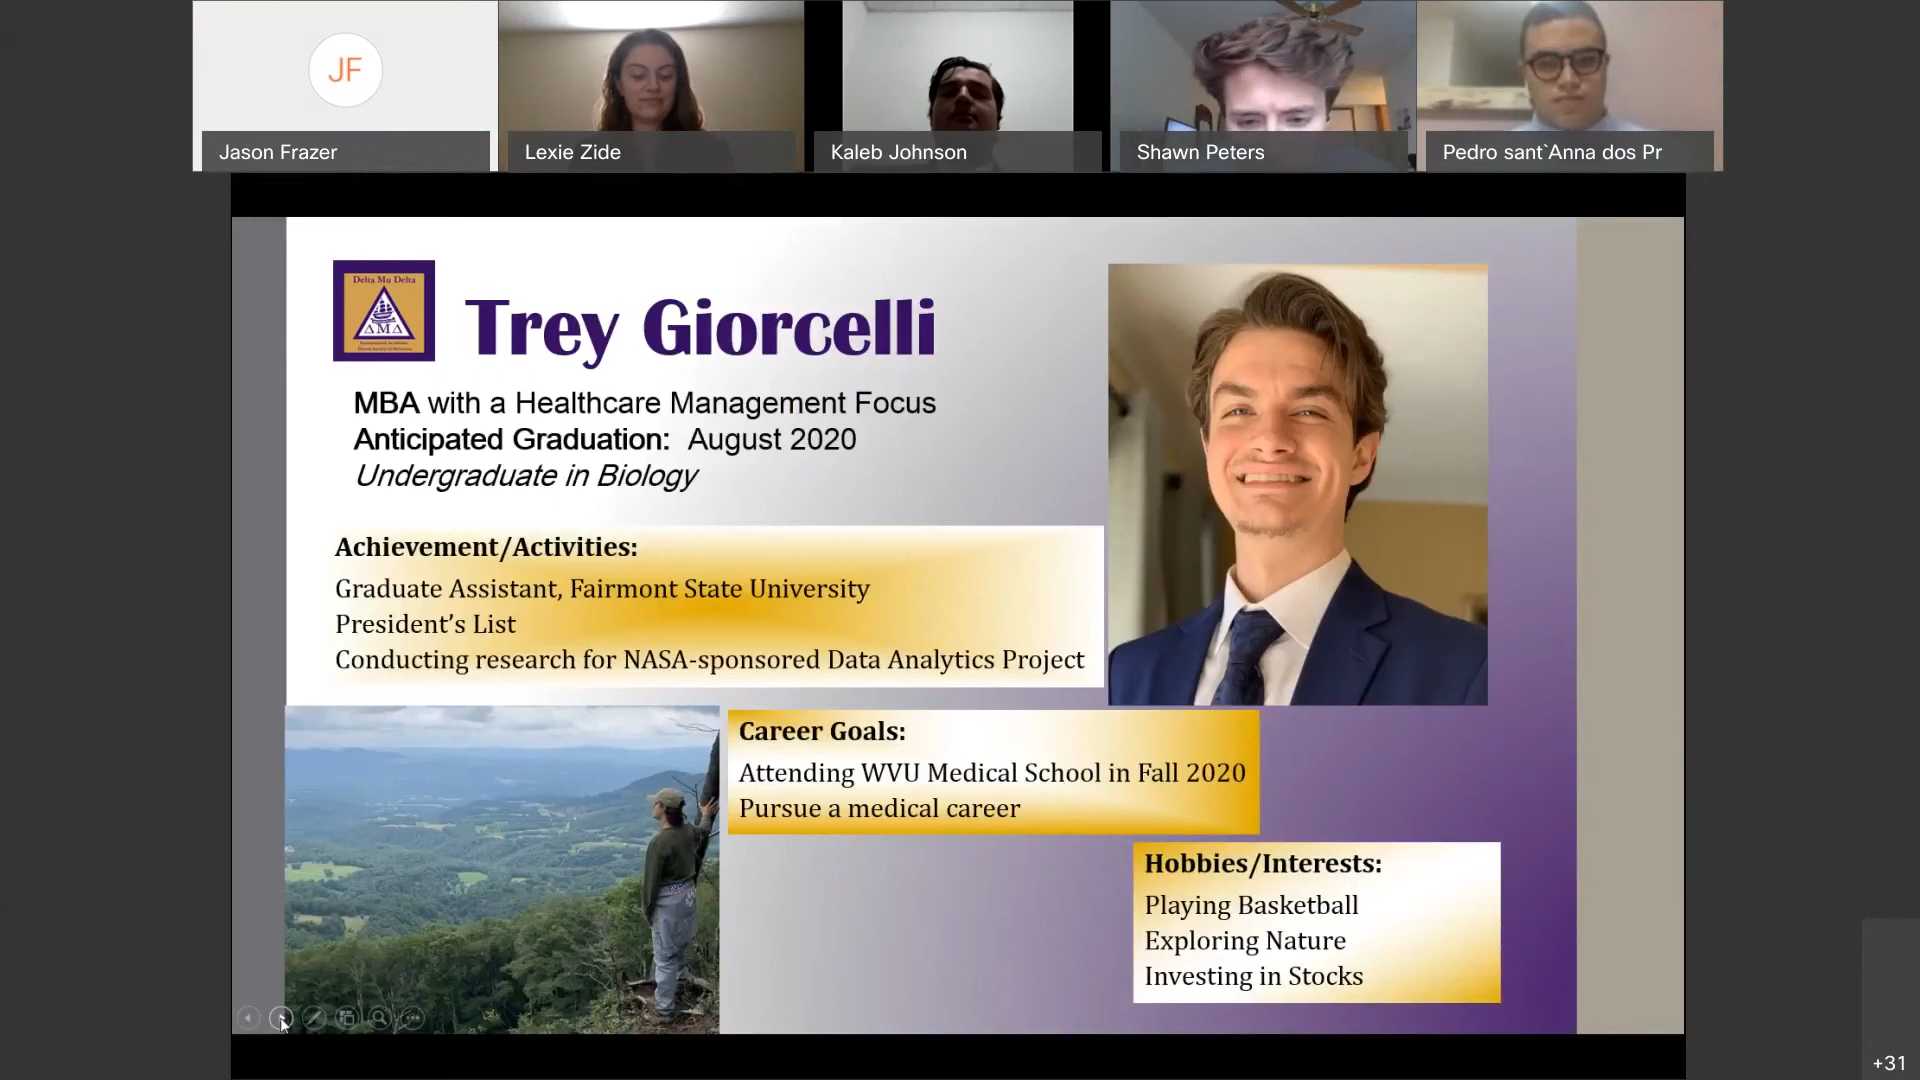 JF
Jason Frazer
Lexie Zide
Kaleb Johnson
Shawn Peters
Pedro sant`Anna dos Pr
Delta Mu Delta
ΔMΔ
Trey Giorcelli
MBA with a Healthcare Management Focus
Anticipated Graduation: August 2020
Undergraduate in Biology
Achievement/Activities:
Graduate Assistant, Fairmont State University
President’s List
Conducting research for NASA-sponsored Data Analytics Project
Career Goals:
Attending WVU Medical School in Fall 2020
Pursue a medical career
Hobbies/Interests:
Playing Basketball
Exploring Nature
Investing in Stocks
+31